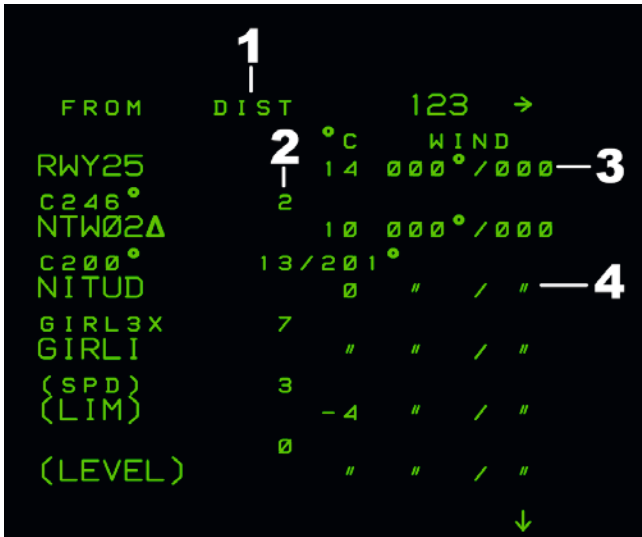 1
FROM DIST 123 →
°C WIND
RWY25 2 14 000°/000 3
C246° 2
NTW02Δ 10 000°/000
C200° 13/201°
NITUD 0 " / " 4
GIRL3X 7
GIRLI " " / "
(SPD) 3
(LIM) -4 " / "
0
(LEVEL) " " / "
↓